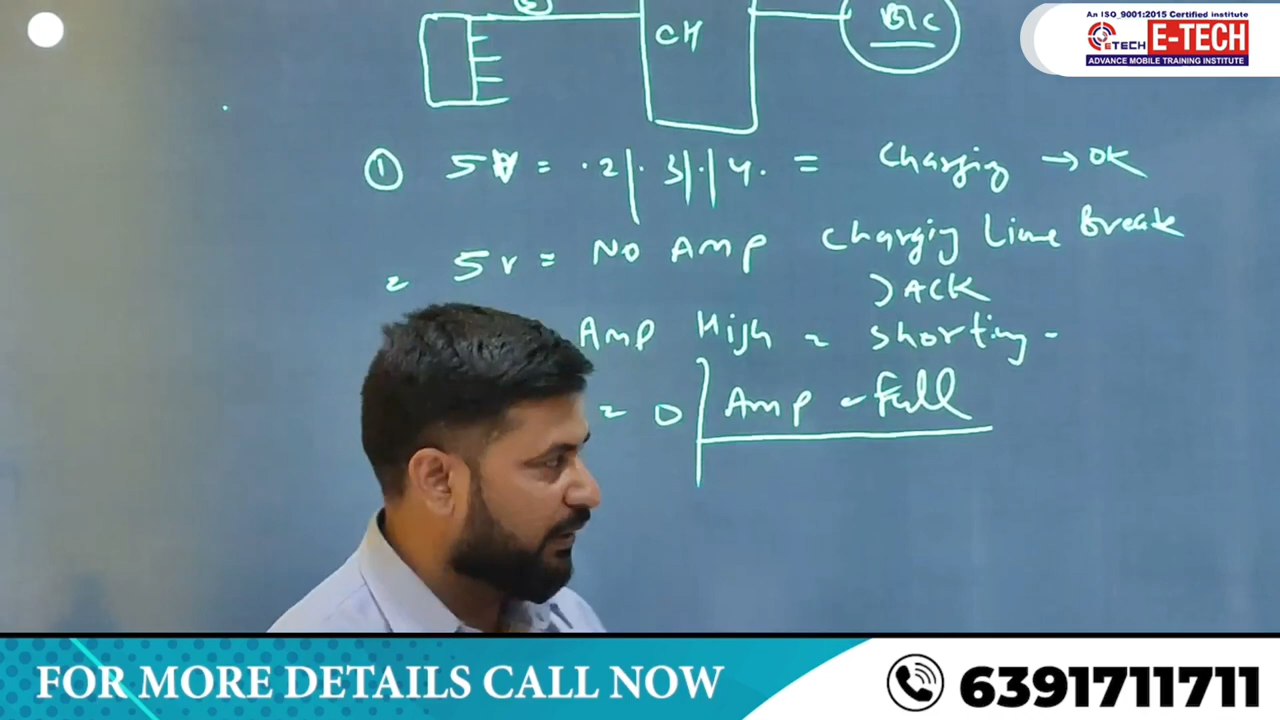 An ISO 9001:2015 Certified institute
ETECH E-TECH
ADVANCE MOBILE TRAINING INSTITUTE
CH
① 5V = .2|.3|.|4. = Charging → OK
= 5V = NO AMP Charging Line Break
JACK
AMP High = Shorting -
= 0 | Amp - Full
FOR MORE DETAILS CALL NOW
6391711711